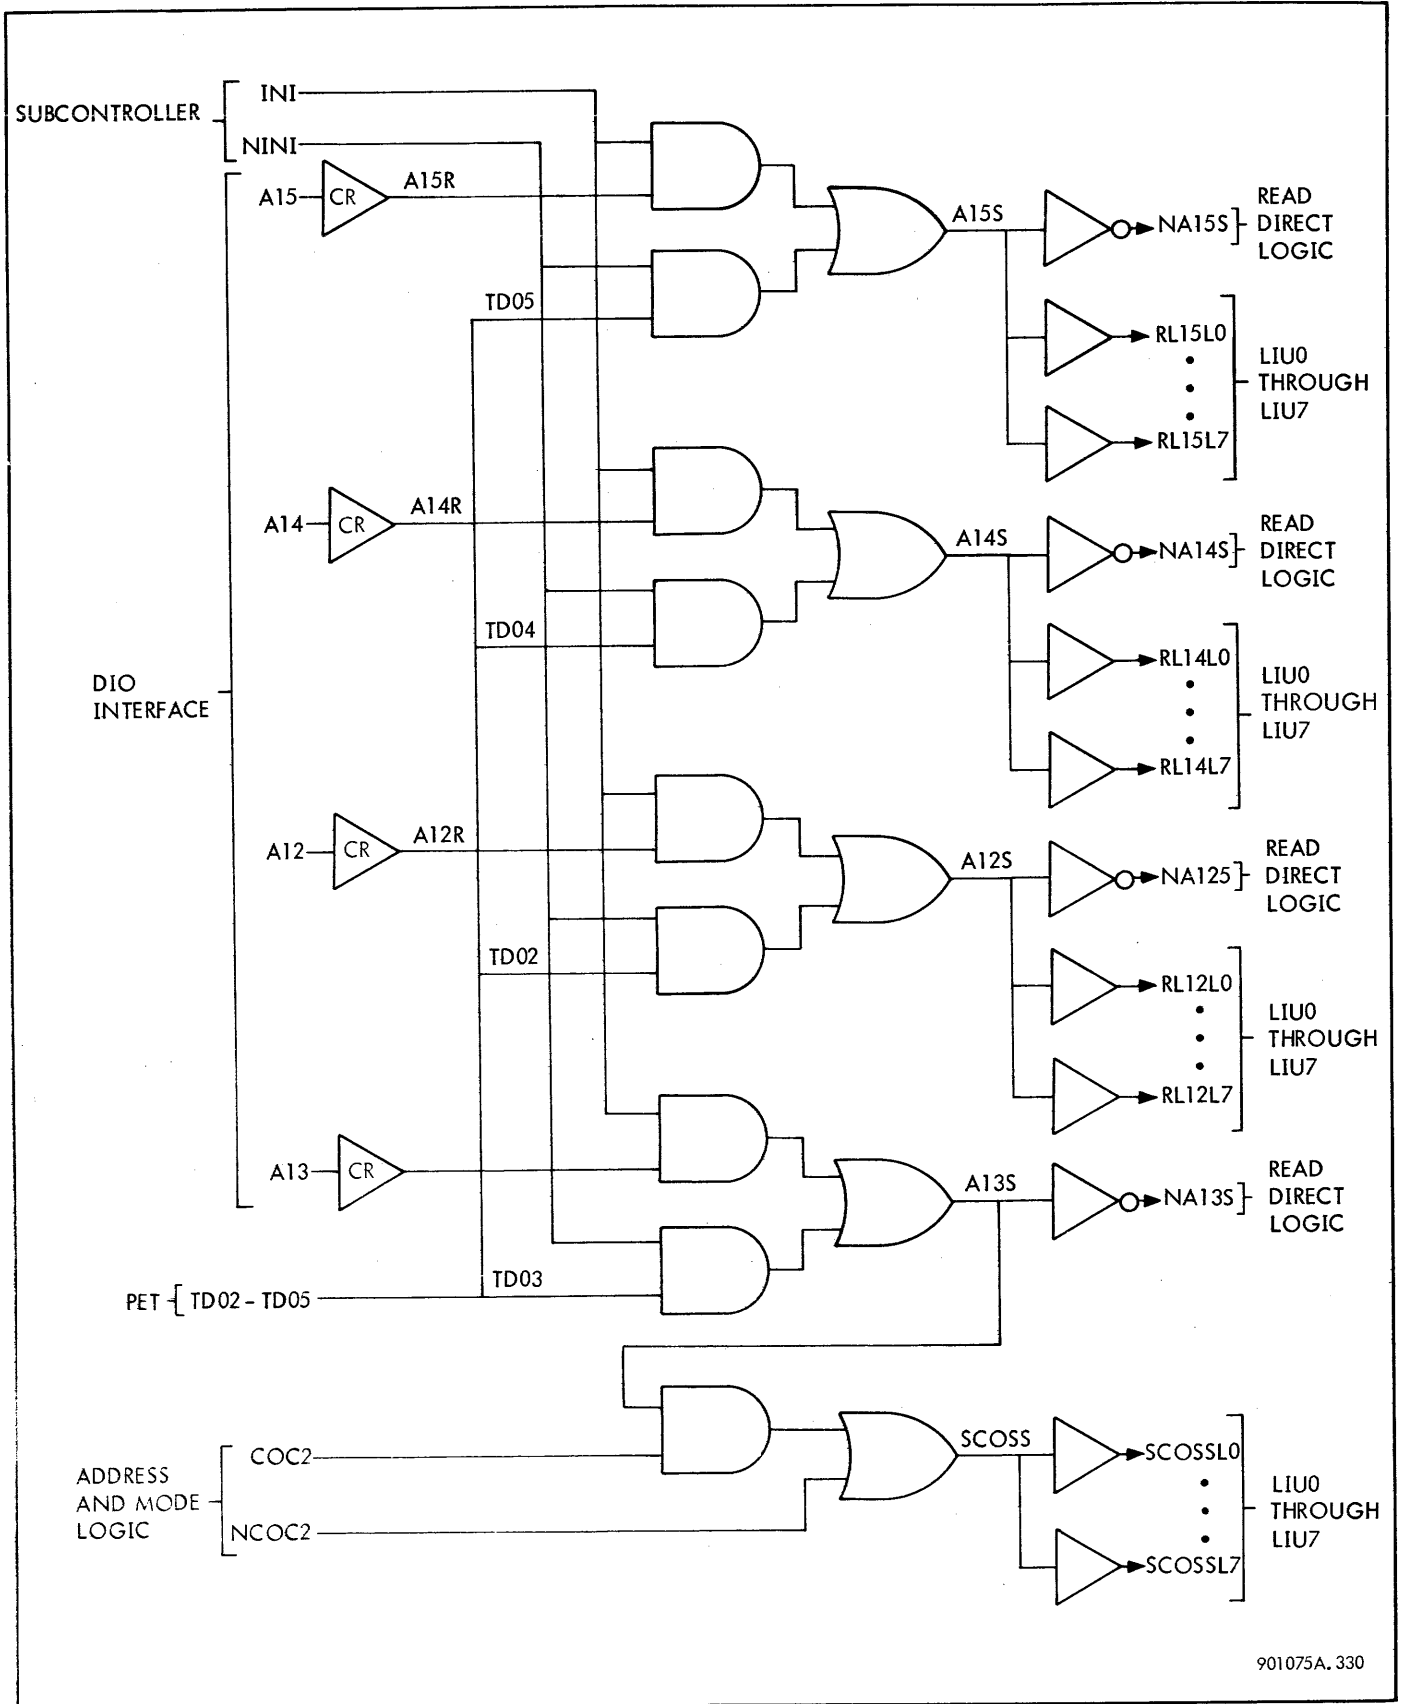 SUBCONTROLLER
INI
NINI
A15
CR
A15R
TD05
A15S
NA15S
READ
DIRECT
LOGIC
RL15L0
RL15L7
LIU0
THROUGH
LIU7
A14
CR
A14R
TD04
A14S
NA14S
READ
DIRECT
LOGIC
RL14L0
RL14L7
LIU0
THROUGH
LIU7
DIO
INTERFACE
A12
CR
A12R
TD02
A12S
NA125
READ
DIRECT
LOGIC
RL12L0
RL12L7
LIU0
THROUGH
LIU7
A13
CR
A13S
NA13S
READ
DIRECT
LOGIC
PET
TD02 - TD05
TD03
ADDRESS
AND MODE
LOGIC
COC2
NCOC2
SCOSS
SCOSSL0
SCOSSL7
LIU0
THROUGH
LIU7
901075A. 330